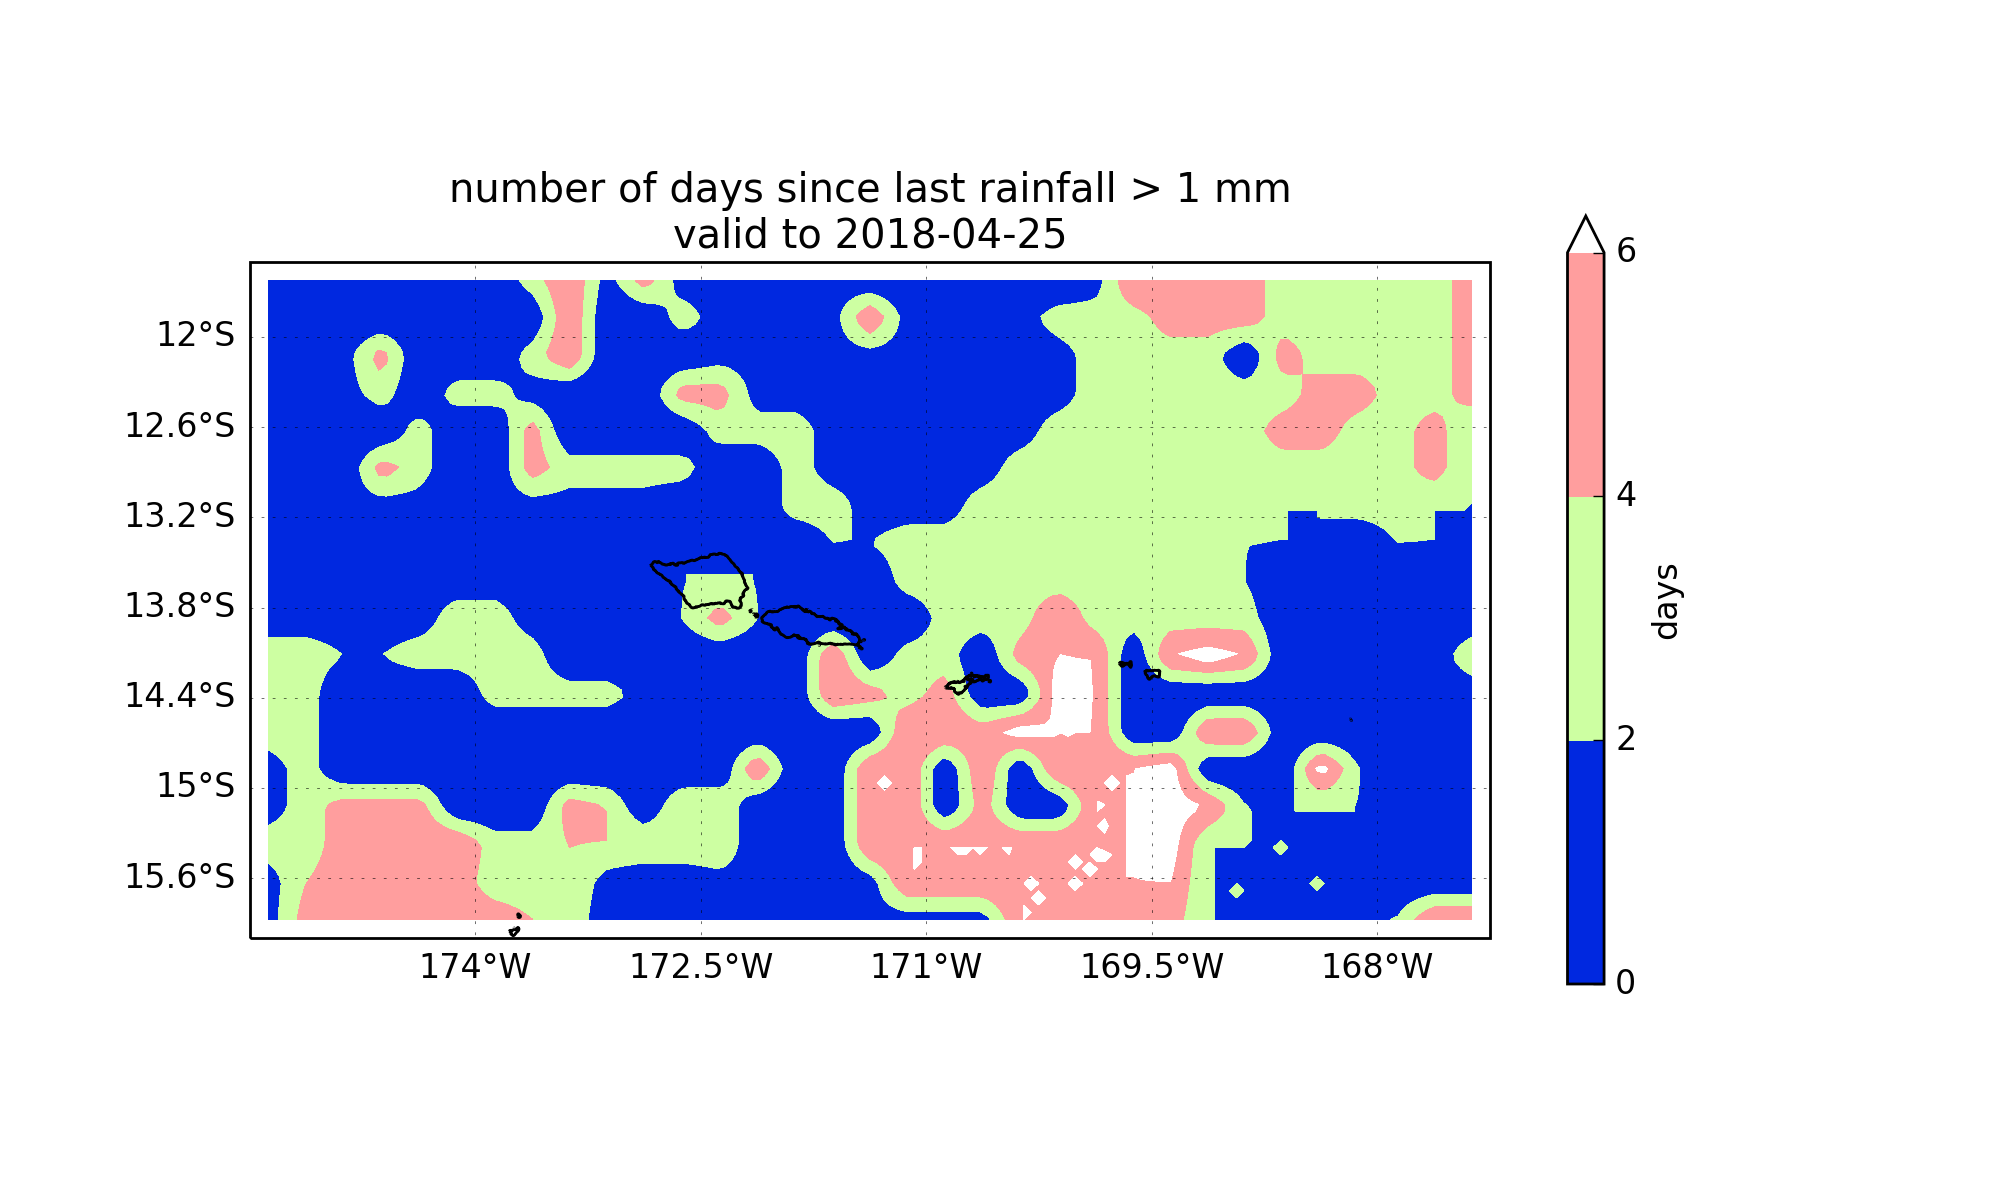 number of days since last rainfall > 1 mm
valid to 2018-04-25
12°S
12.6°S
13.2°S
13.8°S
14.4°S
15°S
15.6°S
174°W
172.5°W
171°W
169.5°W
168°W
6
4
2
0
days